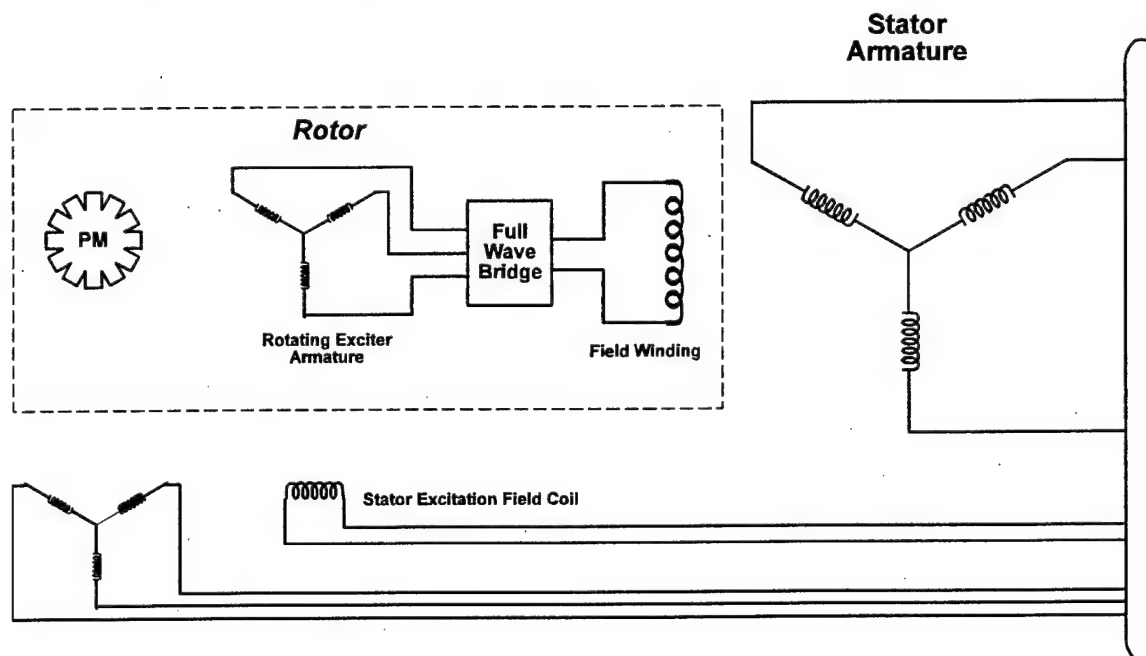 Stator
Armature
Rotor
PM
Full
Wave
Bridge
Rotating Exciter
Armature
Field Winding
Stator Excitation Field Coil